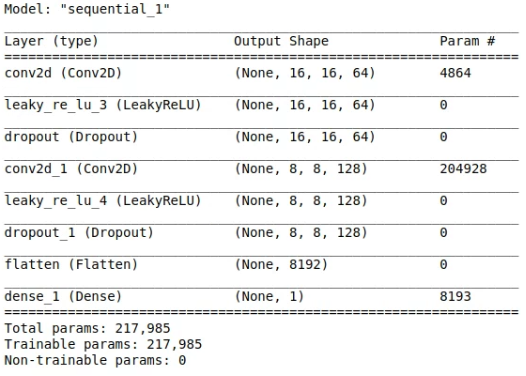 Model: "sequential_1"
Layer (type) Output Shape Param #
conv2d (Conv2D) (None, 16, 16, 64) 4864
leaky_re_lu_3 (LeakyReLU) (None, 16, 16, 64) 0
dropout (Dropout) (None, 16, 16, 64) 0
conv2d_1 (Conv2D) (None, 8, 8, 128) 204928
leaky_re_lu_4 (LeakyReLU) (None, 8, 8, 128) 0
dropout_1 (Dropout) (None, 8, 8, 128) 0
flatten (Flatten) (None, 8192) 0
dense_1 (Dense) (None, 1) 8193
Total params: 217,985
Trainable params: 217,985
Non-trainable params: 0